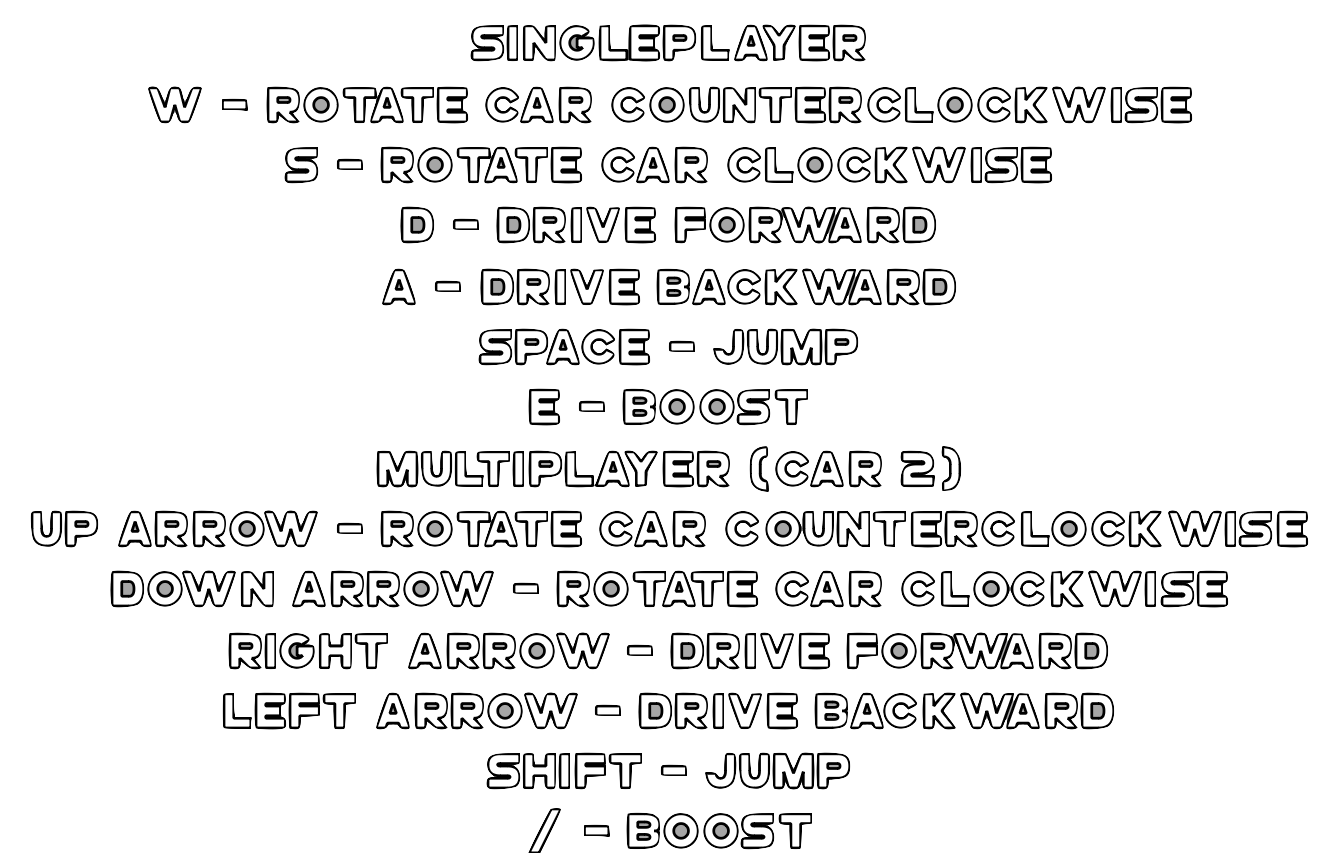 SINGLEPLAYER
W - ROTATE CAR COUNTERCLOCKWISE
S - ROTATE CAR CLOCKWISE
D - DRIVE FORWARD
A - DRIVE BACKWARD
SPACE - JUMP
E - BOOST
MULTIPLAYER (CAR 2)
UP ARROW - ROTATE CAR COUNTERCLOCKWISE
DOWN ARROW - ROTATE CAR CLOCKWISE
RIGHT ARROW - DRIVE FORWARD
LEFT ARROW - DRIVE BACKWARD
SHIFT - JUMP
/ - BOOST